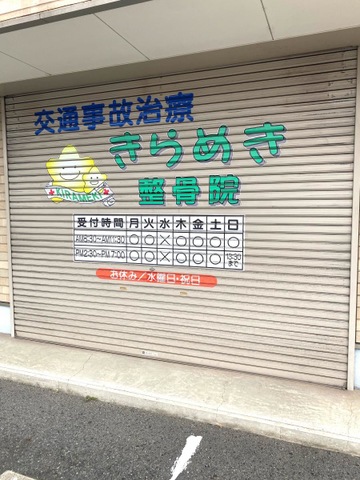 交通事故治療
きらめき
KIRAMEKI
整骨院
受付時間 月 火 水 木 金 土 日
AM8:30~AM11:30 ○ ○ × ○ ○ ○ ○
PM2:30~PM7:00 ○ ○ × ○ ○ ○ 13:30まで
お休み/水曜日・祝日